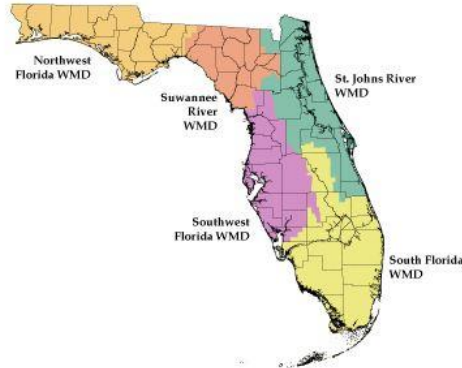 Northwest
Florida WMD
St. Johns River
WMD
Suwannee
River
WMD
Southwest
Florida WMD
South Florida
WMD